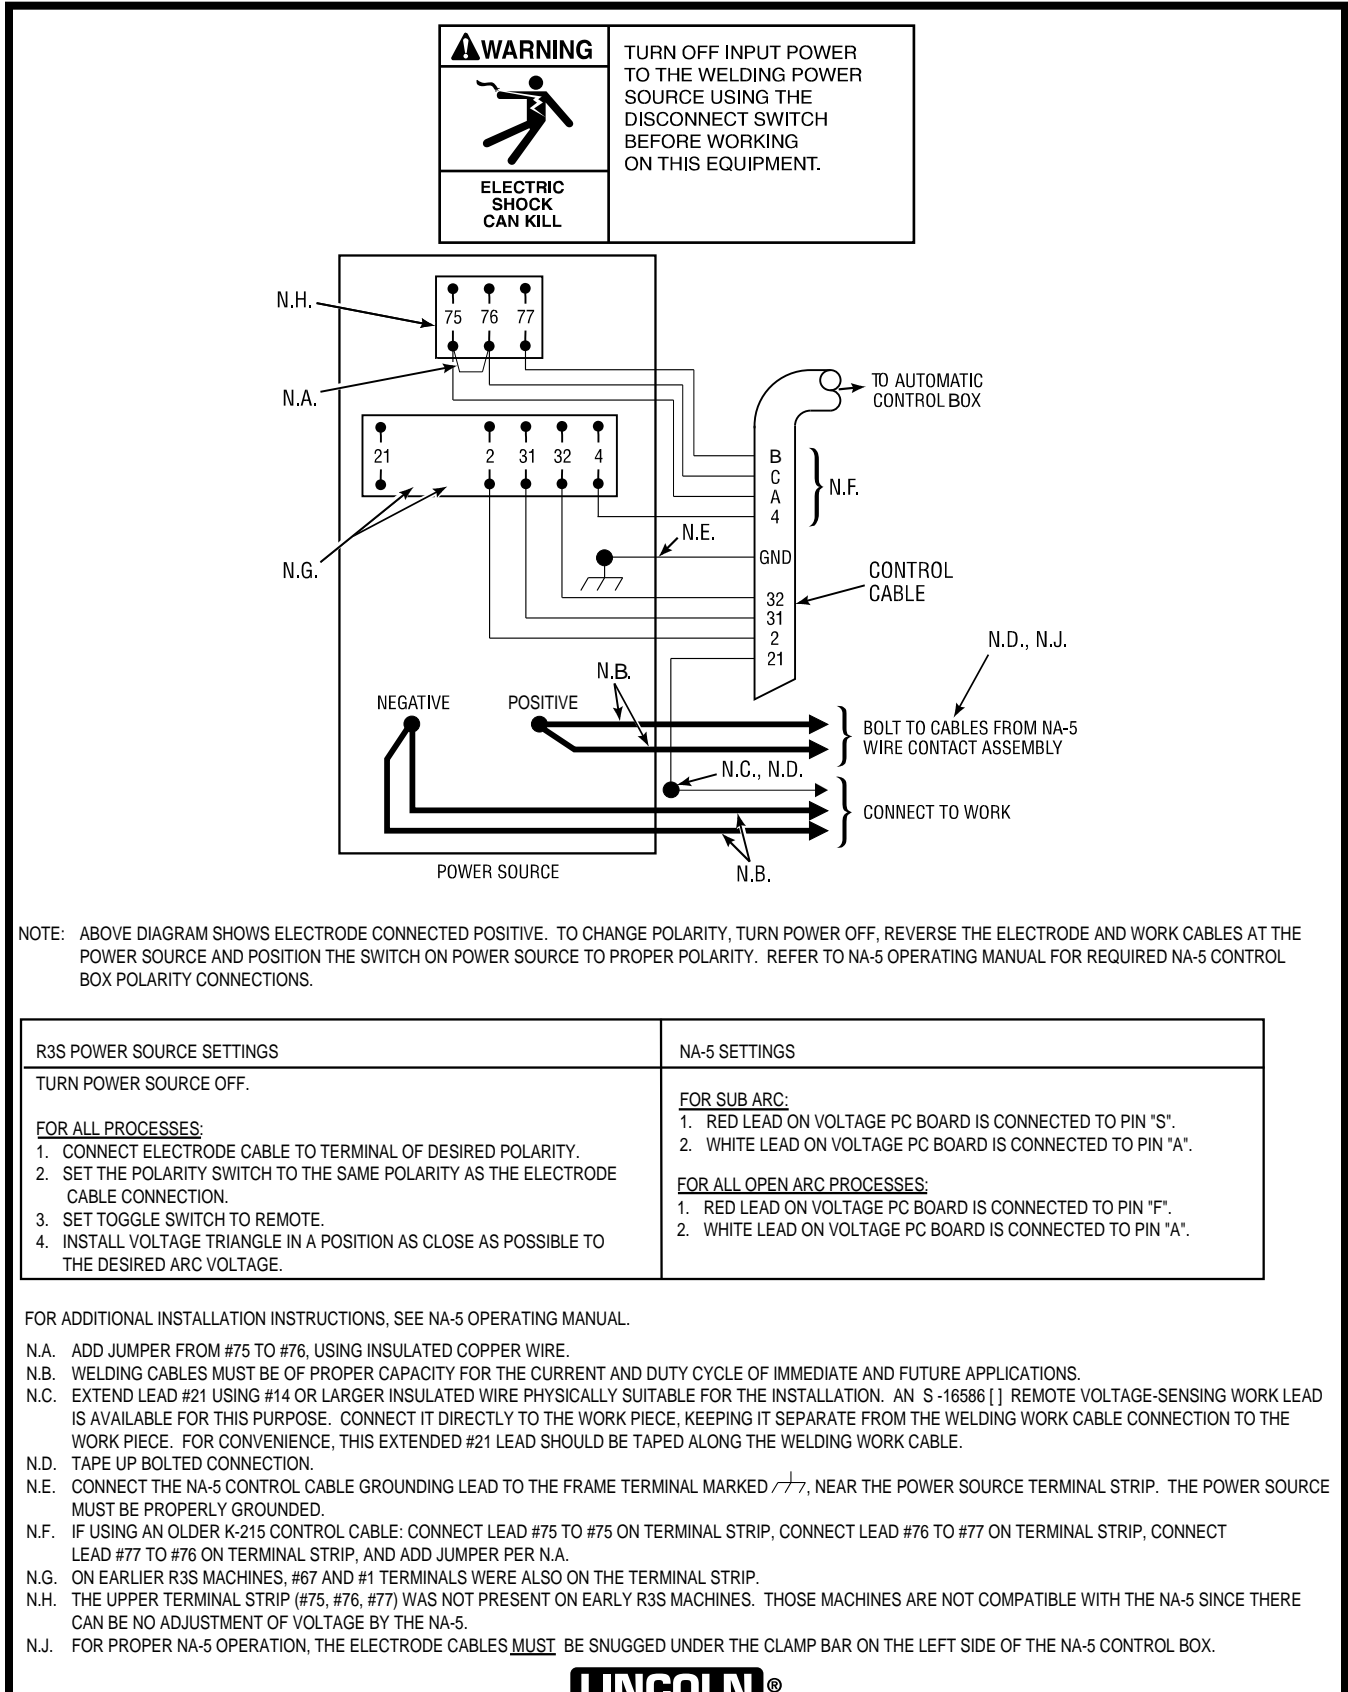 WARNING
ELECTRIC
SHOCK
CAN KILL
TURN OFF INPUT POWER
TO THE WELDING POWER
SOURCE USING THE
DISCONNECT SWITCH
BEFORE WORKING
ON THIS EQUIPMENT.
N.H.
75 76 77
N.A.
TO AUTOMATIC
CONTROL BOX
21 2 31 32 4
B
C
A
4
N.F.
N.E.
N.G.
GND
CONTROL
CABLE
32
31
2
21
N.D., N.J.
N.B.
NEGATIVE
POSITIVE
BOLT TO CABLES FROM NA-5
WIRE CONTACT ASSEMBLY
N.C., N.D.
CONNECT TO WORK
POWER SOURCE
N.B.
NOTE: ABOVE DIAGRAM SHOWS ELECTRODE CONNECTED POSITIVE. TO CHANGE POLARITY, TURN POWER OFF, REVERSE THE ELECTRODE AND WORK CABLES AT THE
POWER SOURCE AND POSITION THE SWITCH ON POWER SOURCE TO PROPER POLARITY. REFER TO NA-5 OPERATING MANUAL FOR REQUIRED NA-5 CONTROL
BOX POLARITY CONNECTIONS.
R3S POWER SOURCE SETTINGS
TURN POWER SOURCE OFF.
FOR ALL PROCESSES:
1. CONNECT ELECTRODE CABLE TO TERMINAL OF DESIRED POLARITY.
2. SET THE POLARITY SWITCH TO THE SAME POLARITY AS THE ELECTRODE
CABLE CONNECTION.
3. SET TOGGLE SWITCH TO REMOTE.
4. INSTALL VOLTAGE TRIANGLE IN A POSITION AS CLOSE AS POSSIBLE TO
THE DESIRED ARC VOLTAGE.
NA-5 SETTINGS
FOR SUB ARC:
1. RED LEAD ON VOLTAGE PC BOARD IS CONNECTED TO PIN "S".
2. WHITE LEAD ON VOLTAGE PC BOARD IS CONNECTED TO PIN "A".
FOR ALL OPEN ARC PROCESSES:
1. RED LEAD ON VOLTAGE PC BOARD IS CONNECTED TO PIN "F".
2. WHITE LEAD ON VOLTAGE PC BOARD IS CONNECTED TO PIN "A".
FOR ADDITIONAL INSTALLATION INSTRUCTIONS, SEE NA-5 OPERATING MANUAL.
N.A. ADD JUMPER FROM #75 TO #76, USING INSULATED COPPER WIRE.
N.B. WELDING CABLES MUST BE OF PROPER CAPACITY FOR THE CURRENT AND DUTY CYCLE OF IMMEDIATE AND FUTURE APPLICATIONS.
N.C. EXTEND LEAD #21 USING #14 OR LARGER INSULATED WIRE PHYSICALLY SUITABLE FOR THE INSTALLATION. AN S -16586 [ ] REMOTE VOLTAGE-SENSING WORK LEAD
IS AVAILABLE FOR THIS PURPOSE. CONNECT IT DIRECTLY TO THE WORK PIECE, KEEPING IT SEPARATE FROM THE WELDING WORK CABLE CONNECTION TO THE
WORK PIECE. FOR CONVENIENCE, THIS EXTENDED #21 LEAD SHOULD BE TAPED ALONG THE WELDING WORK CABLE.
N.D. TAPE UP BOLTED CONNECTION.
N.E. CONNECT THE NA-5 CONTROL CABLE GROUNDING LEAD TO THE FRAME TERMINAL MARKED , NEAR THE POWER SOURCE TERMINAL STRIP. THE POWER SOURCE
MUST BE PROPERLY GROUNDED.
N.F. IF USING AN OLDER K-215 CONTROL CABLE: CONNECT LEAD #75 TO #75 ON TERMINAL STRIP, CONNECT LEAD #76 TO #77 ON TERMINAL STRIP, CONNECT
LEAD #77 TO #76 ON TERMINAL STRIP, AND ADD JUMPER PER N.A.
N.G. ON EARLIER R3S MACHINES, #67 AND #1 TERMINALS WERE ALSO ON THE TERMINAL STRIP.
N.H. THE UPPER TERMINAL STRIP (#75, #76, #77) WAS NOT PRESENT ON EARLY R3S MACHINES. THOSE MACHINES ARE NOT COMPATIBLE WITH THE NA-5 SINCE THERE
CAN BE NO ADJUSTMENT OF VOLTAGE BY THE NA-5.
N.J. FOR PROPER NA-5 OPERATION, THE ELECTRODE CABLES MUST BE SNUGGED UNDER THE CLAMP BAR ON THE LEFT SIDE OF THE NA-5 CONTROL BOX.
LINCOLN ®